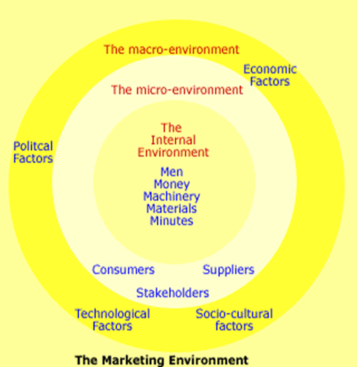 The macro-environment
Economic
Factors
The micro-environment
The
Internal
Environment
Politcal
Factors
Men
Money
Machinery
Materials
Minutes
Consumers
Suppliers
Stakeholders
Technological
Factors
Socio-cultural
factors
The Marketing Environment